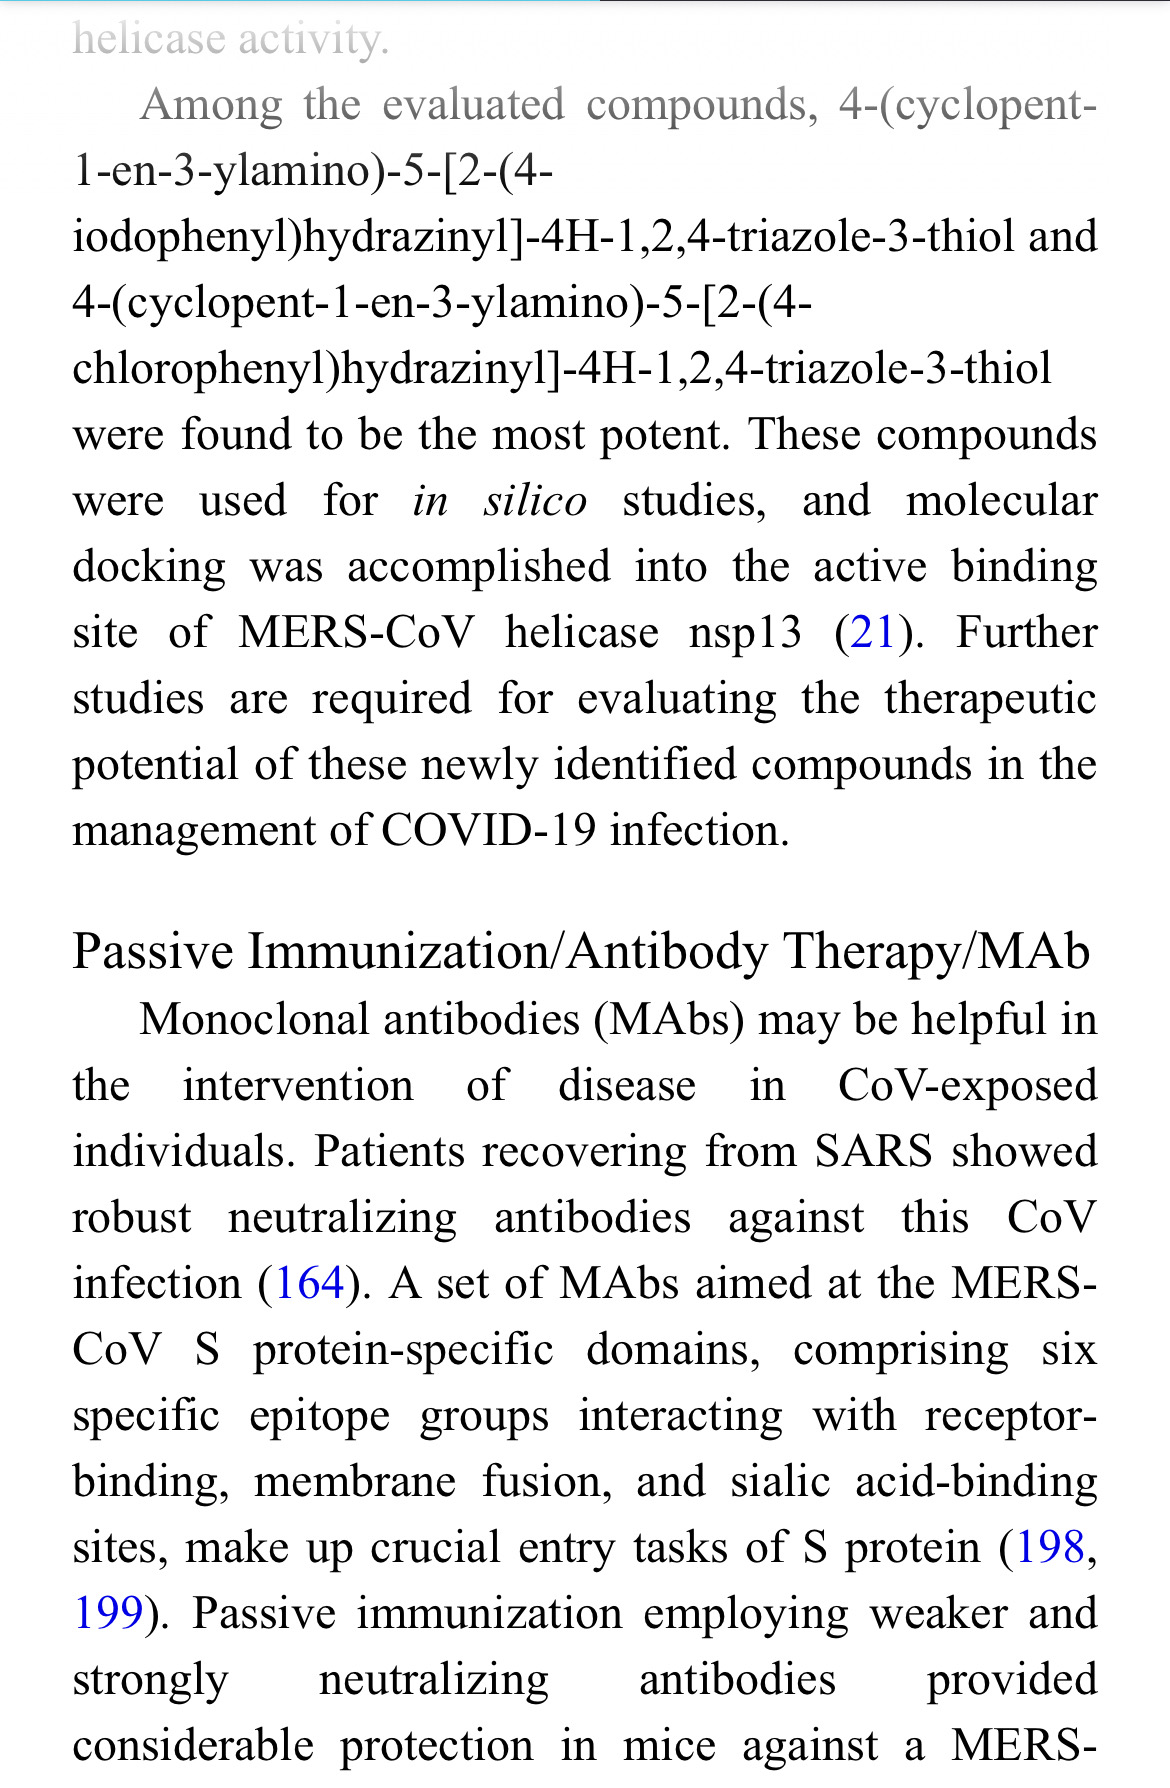 helicase activity.
Among the evaluated compounds, 4-(cyclopent-
1-en-3-ylamino)-5-[2-(4-
iodophenyl)hydrazinyl]-4H-1,2,4-triazole-3-thiol and
4-(cyclopent-1-en-3-ylamino)-5-[2-(4-
chlorophenyl)hydrazinyl]-4H-1,2,4-triazole-3-thiol
were found to be the most potent. These compounds
were used for in silico studies, and molecular
docking was accomplished into the active binding
site of MERS-CoV helicase nsp13 (21). Further
studies are required for evaluating the therapeutic
potential of these newly identified compounds in the
management of COVID-19 infection.
Passive Immunization/Antibody Therapy/MAb
Monoclonal antibodies (MAbs) may be helpful in
the intervention of disease in CoV-exposed
individuals. Patients recovering from SARS showed
robust neutralizing antibodies against this CoV
infection (164). A set of MAbs aimed at the MERS-
CoV S protein-specific domains, comprising six
specific epitope groups interacting with receptor-
binding, membrane fusion, and sialic acid-binding
sites, make up crucial entry tasks of S protein (198,
199). Passive immunization employing weaker and
strongly neutralizing antibodies provided
considerable protection in mice against a MERS-